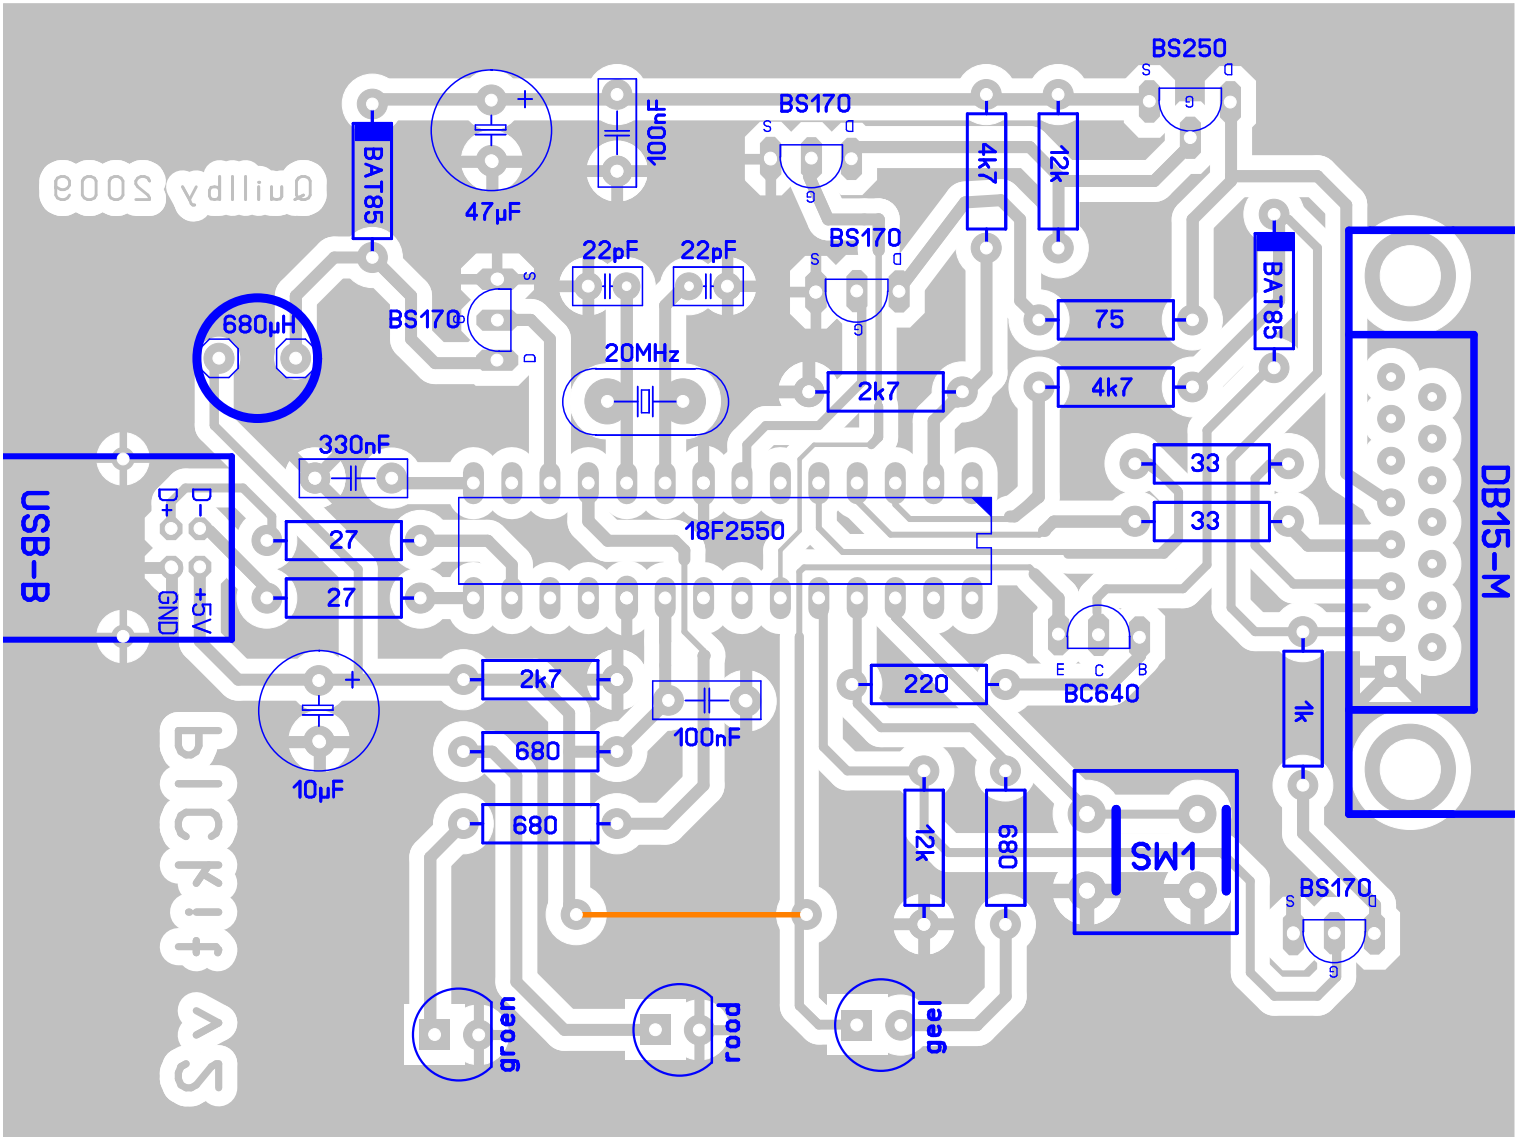 BS250
S
D
G
BS170
S
D
G
100nF
4k7
12k
BAT85
47µF
Quillby 2009
BS170
S
D
G
22pF
22pF
BS170
S
G
D
BAT85
680µH
75
20MHz
2k7
4k7
330nF
33
33
DB15-M
USB-B
D+
D-
GND
+5V
27
27
18F2550
E
C
B
BC640
2k7
220
1k
100nF
680
10µF
680
12k
680
SW1
BS170
S
D
G
PICkit v2
groen
rood
geel